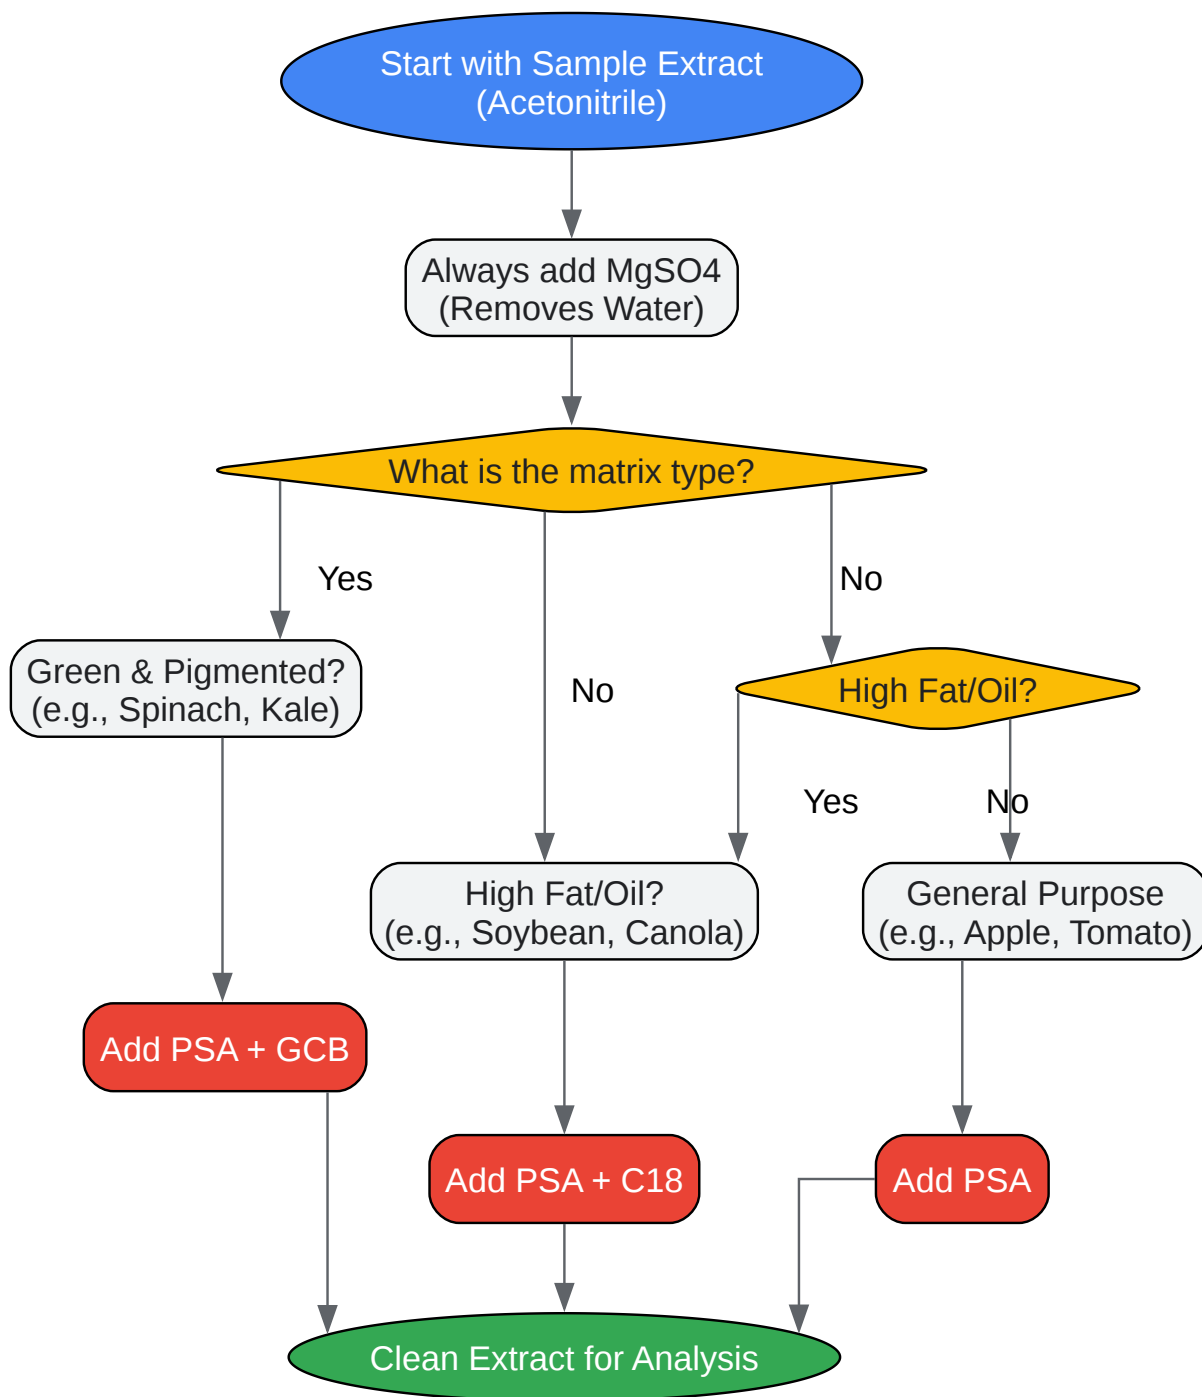 Start with Sample Extract
(Acetonitrile)
Always add MgSO4
(Removes Water)
What is the matrix type?
Yes
No
Green & Pigmented?
(e.g., Spinach, Kale)
No
High Fat/Oil?
Yes
No
High Fat/Oil?
(e.g., Soybean, Canola)
General Purpose
(e.g., Apple, Tomato)
Add PSA + GCB
Add PSA + C18
Add PSA
Clean Extract for Analysis